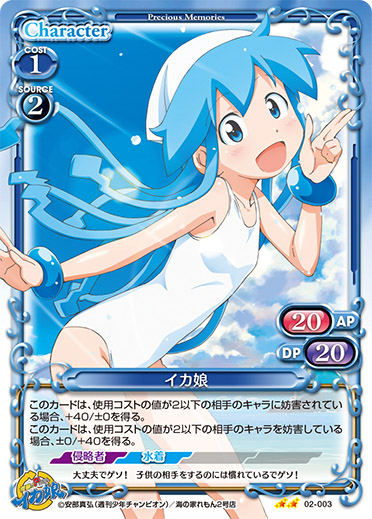 Precious Memories
Character
COST
1
SOURCE
2
20 AP
DP 20
イカ娘
このカードは、使用コストの値が2以下の相手のキャラに妨害されてい
る場合、+40/±0を得る。
このカードは、使用コストの値が2以下の相手のキャラを妨害してい
る場合、±0/+40を得る。
侵略者 水着
大丈夫でゲソ! 子供の相手をするのには慣れているでゲソ!
©安部真弘(週刊少年チャンピオン)/海の家れもん2号店
02-003